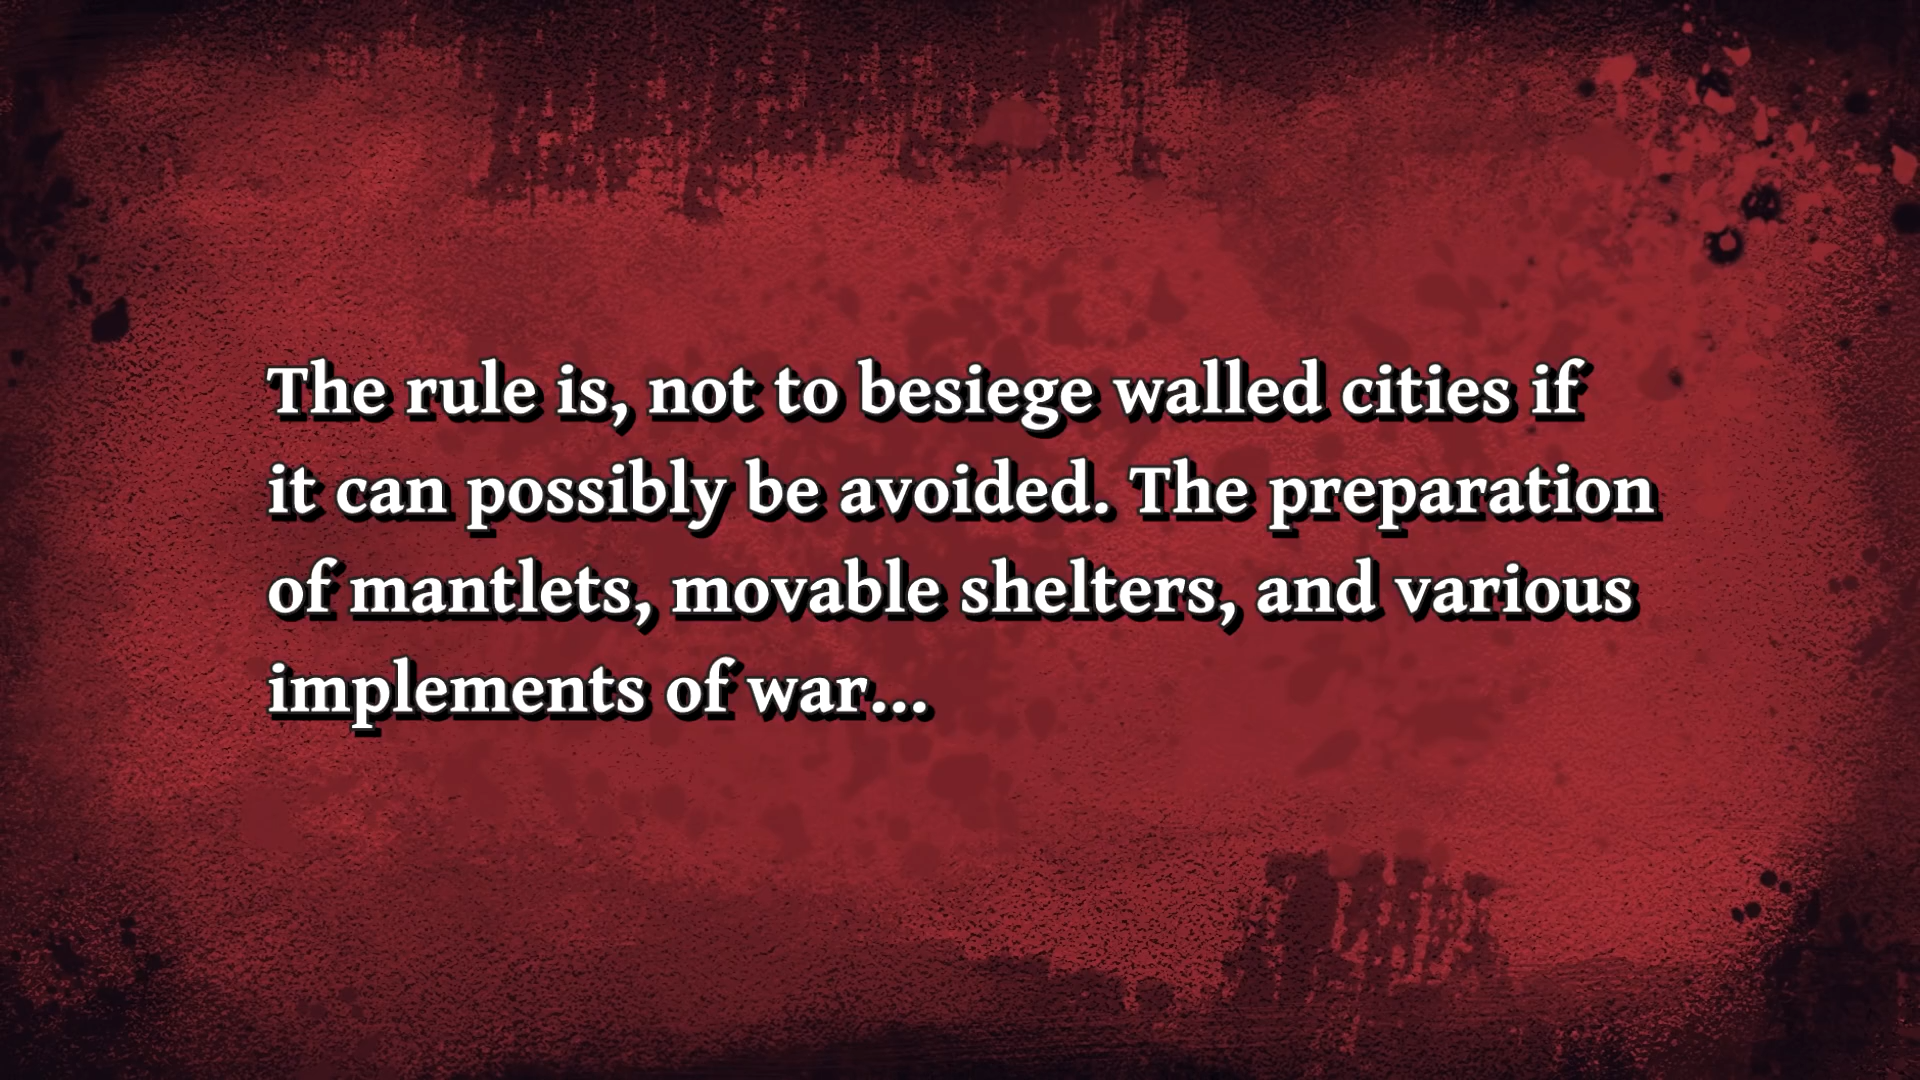 The rule is, not to besiege walled cities if
it can possibly be avoided. The preparation
of mantlets, movable shelters, and various
implements of war...